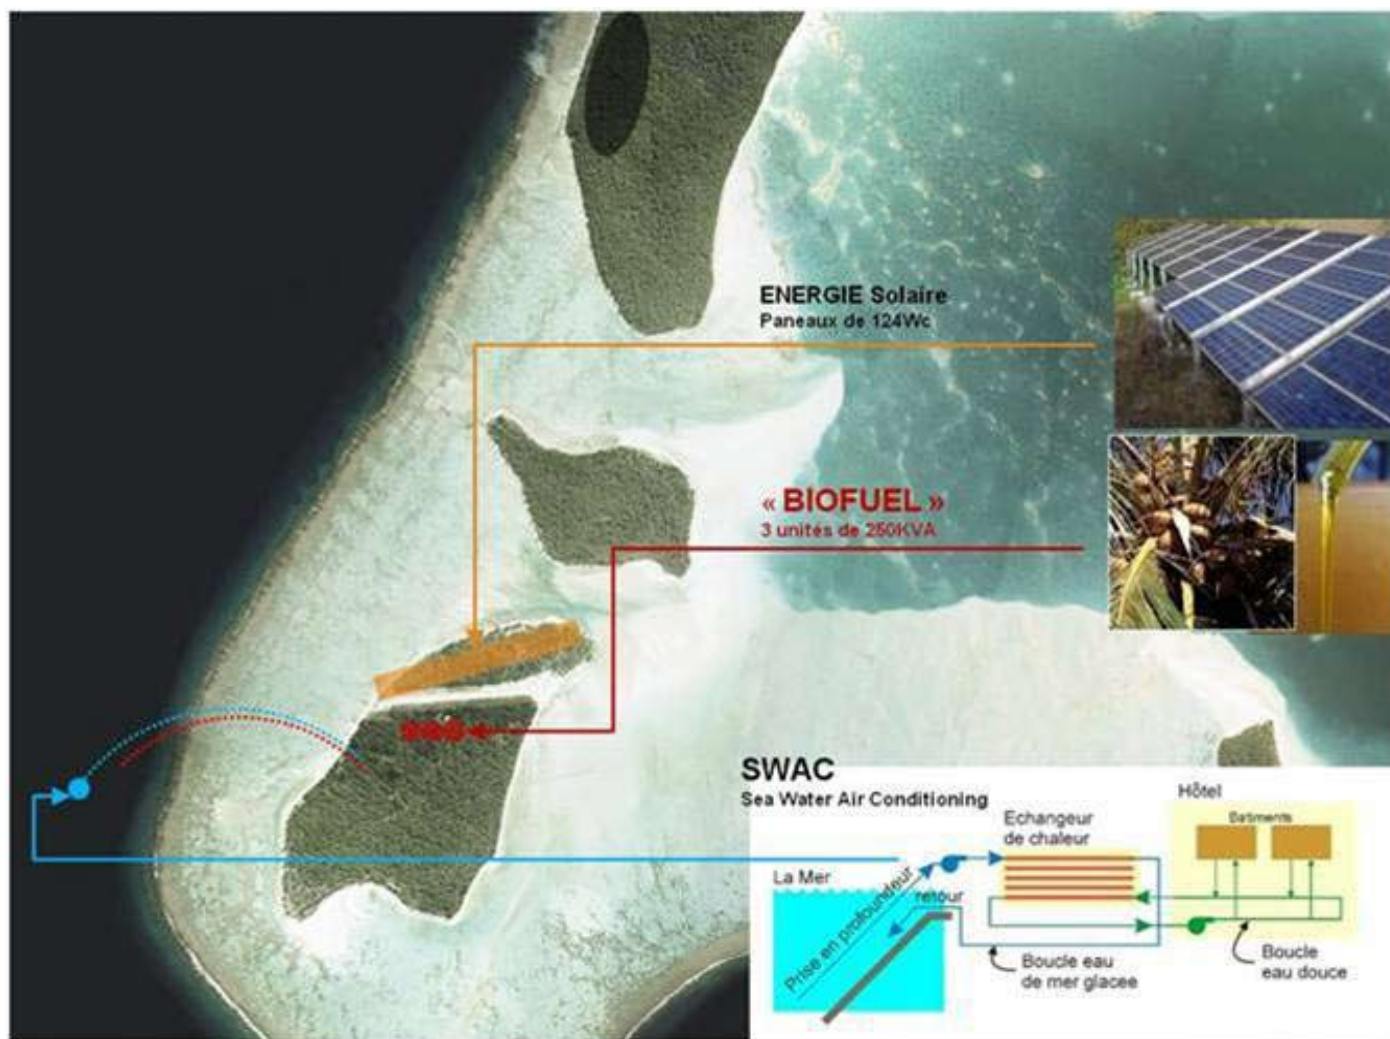 ENERGIE Solaire
Paneaux de 124Wc
« BIOFUEL »
3 unités de 250KVA
SWAC
Sea Water Air Conditioning
Hôtel
Batiments
Echangeur
de chaleur
La Mer
Prise en profoundeur
retour
Boucle eau
de mer glacee
Boucle
eau douce